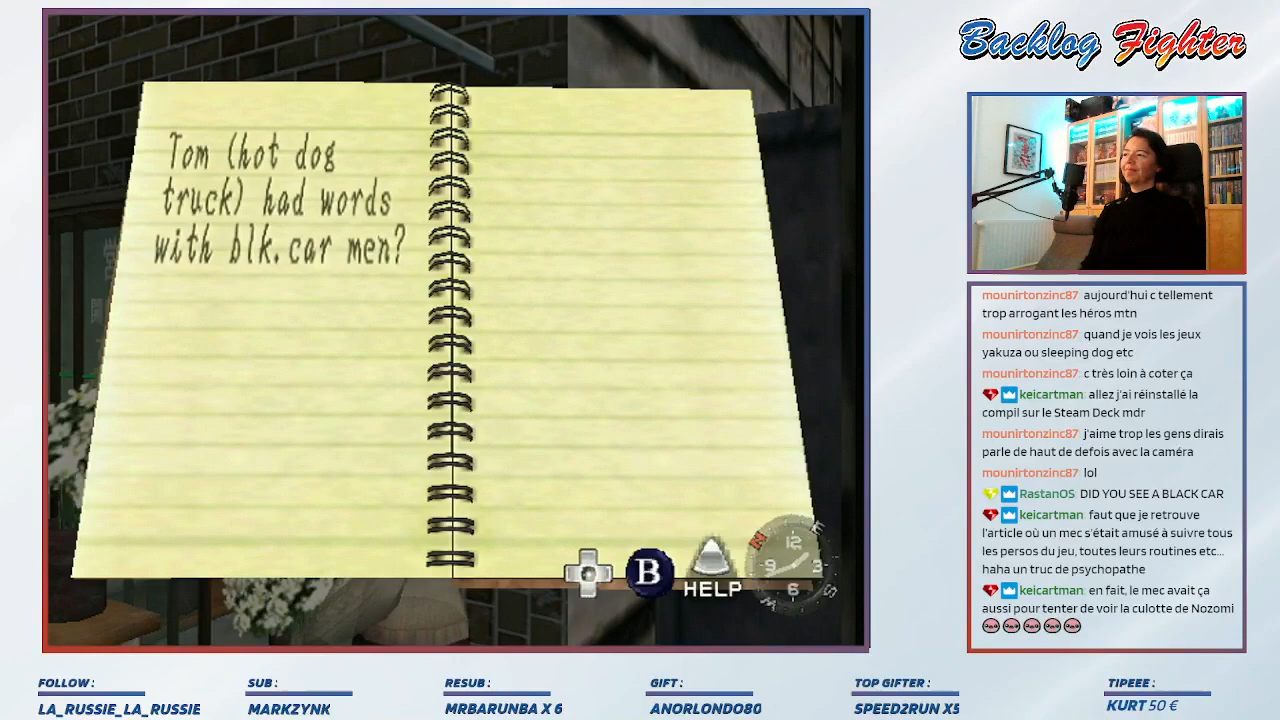 Backlog Fighter
Tom (hot dog
truck) had words
with blk.car men?
B
HELP
N
E
S
W
12
3
6
9
mounirtonzinc87: aujourd'hui c tellement
trop arrogant les héros mtn
mounirtonzinc87: quand je vois les jeux
yakuza ou sleeping dog etc
mounirtonzinc87: c très loin à coter ça
keicartman: allez j'ai réinstallé la
compil sur le Steam Deck mdr
mounirtonzinc87: j'aime trop les gens dirais
parle de haut de defois avec la caméra
mounirtonzinc87: lol
RastanOS: DID YOU SEE A BLACK CAR
keicartman: faut que je retrouve
l'article où un mec s'était amusé à suivre tous
les persos du jeu, toutes leurs routines etc...
haha un truc de psychopathe
keicartman: en fait, le mec avait ça
aussi pour tenter de voir la culotte de Nozomi
FOLLOW :
LA_RUSSIE_LA_RUSSIE
SUB :
MARKZYNK
RESUB :
MRBARUNBA X 6
GIFT :
ANORLONDO80
TOP GIFTER :
SPEED2RUN X5
TIPEEE :
KURT 50 €